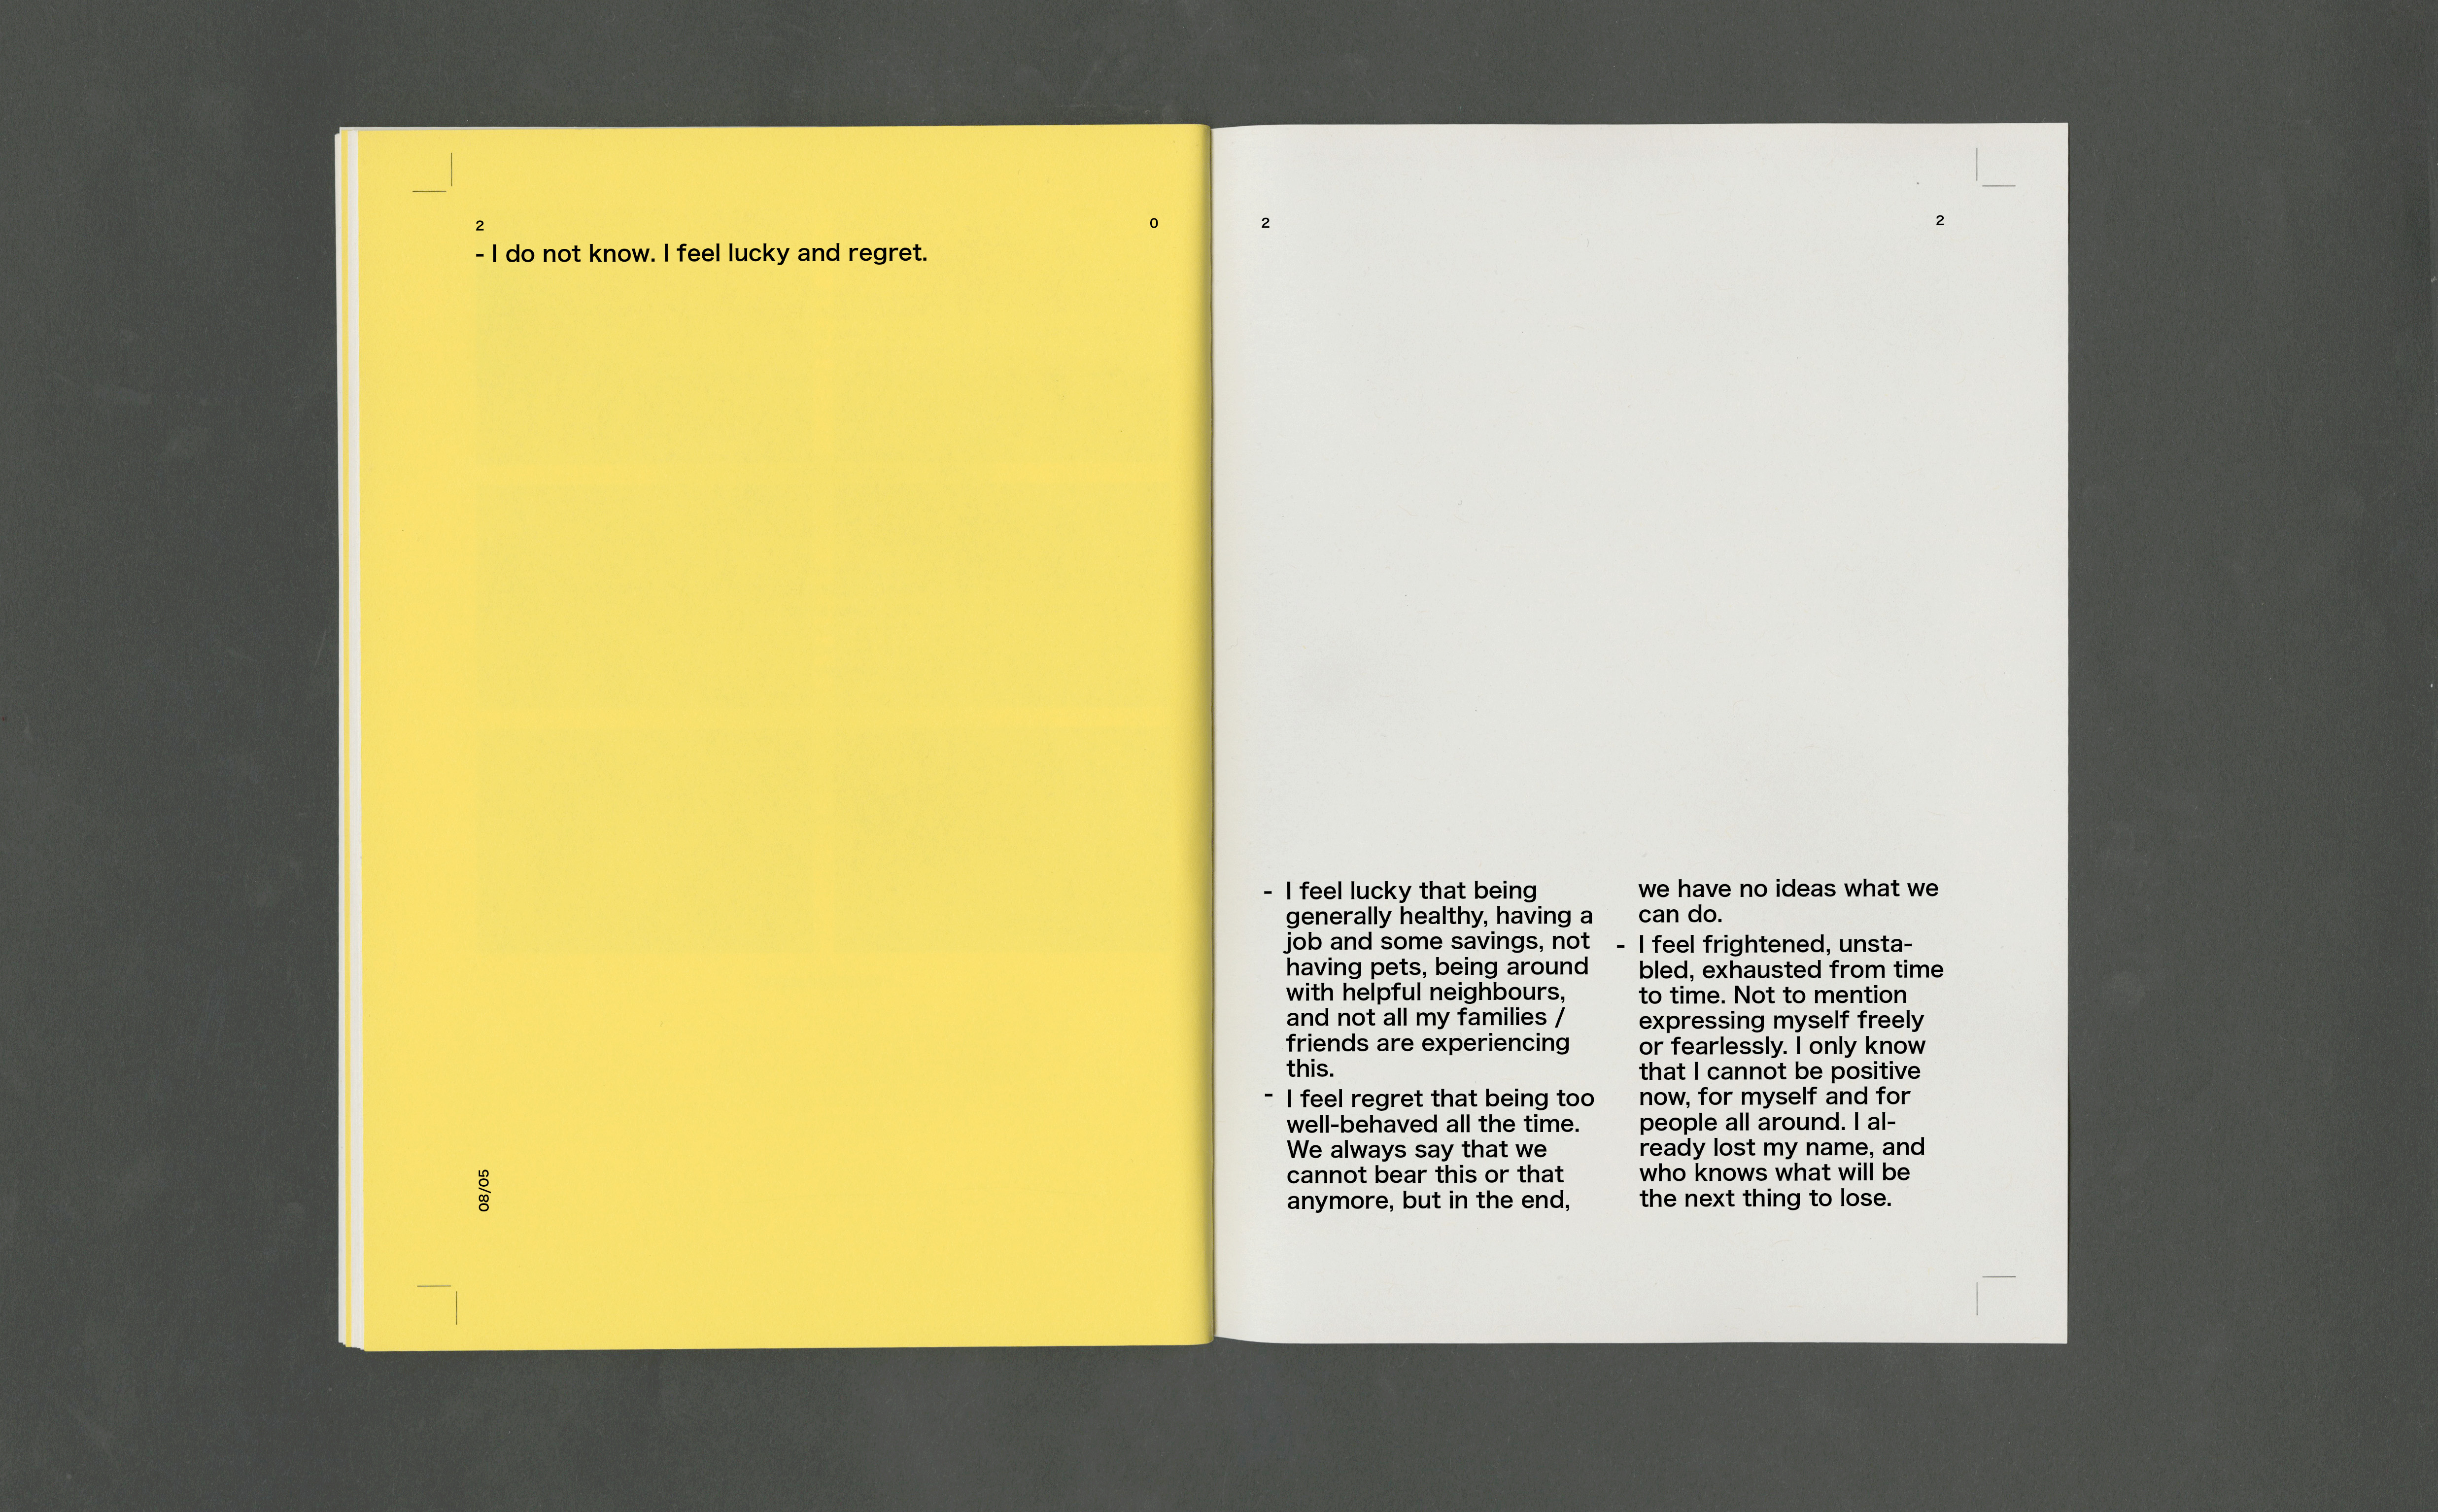 2 0
- I do not know. I feel lucky and regret.
08/05
2 2
- I feel lucky that being
generally healthy, having a
job and some savings, not
having pets, being around
with helpful neighbours,
and not all my families /
friends are experiencing
this.
- I feel regret that being too
well-behaved all the time.
We always say that we
cannot bear this or that
anymore, but in the end,
we have no ideas what we
can do.
- I feel frightened, unsta-
bled, exhausted from time
to time. Not to mention
expressing myself freely
or fearlessly. I only know
that I cannot be positive
now, for myself and for
people all around. I al-
ready lost my name, and
who knows what will be
the next thing to lose.